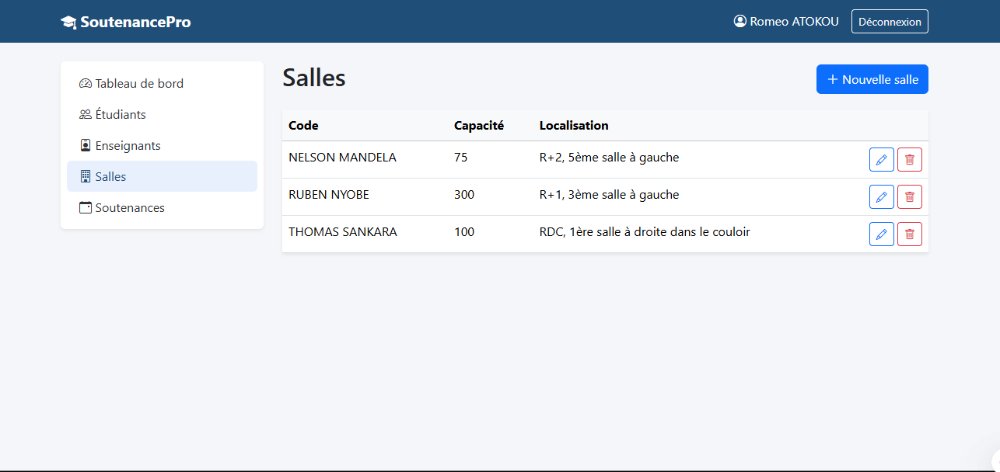 SoutenancePro
Romeo ATOKOU
Déconnexion
Tableau de bord
Étudiants
Enseignants
Salles
Soutenances
Salles
+ Nouvelle salle
Code Capacité Localisation
NELSON MANDELA 75 R+2, 5ème salle à gauche
RUBEN NYOBE 300 R+1, 3ème salle à gauche
THOMAS SANKARA 100 RDC, 1ère salle à droite dans le couloir